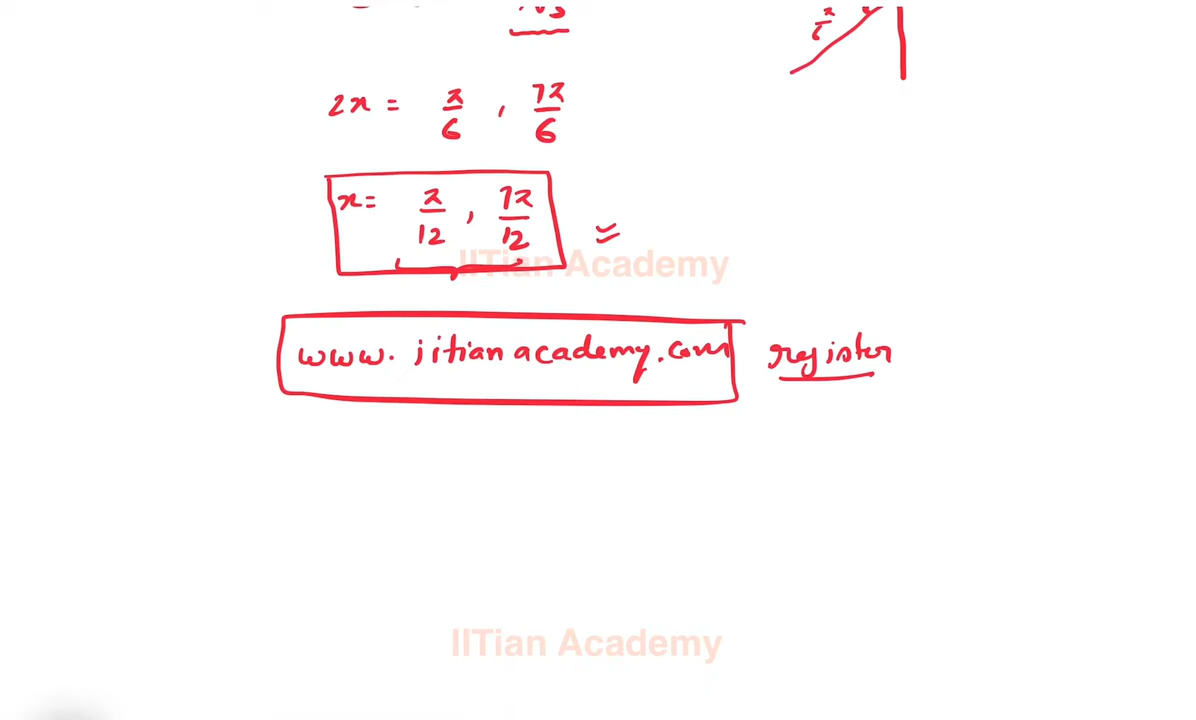 2x = π/6 , 7π/6
x = π/12 , 7π/12
IITian Academy
www.iitianacademy.com register
IITian Academy